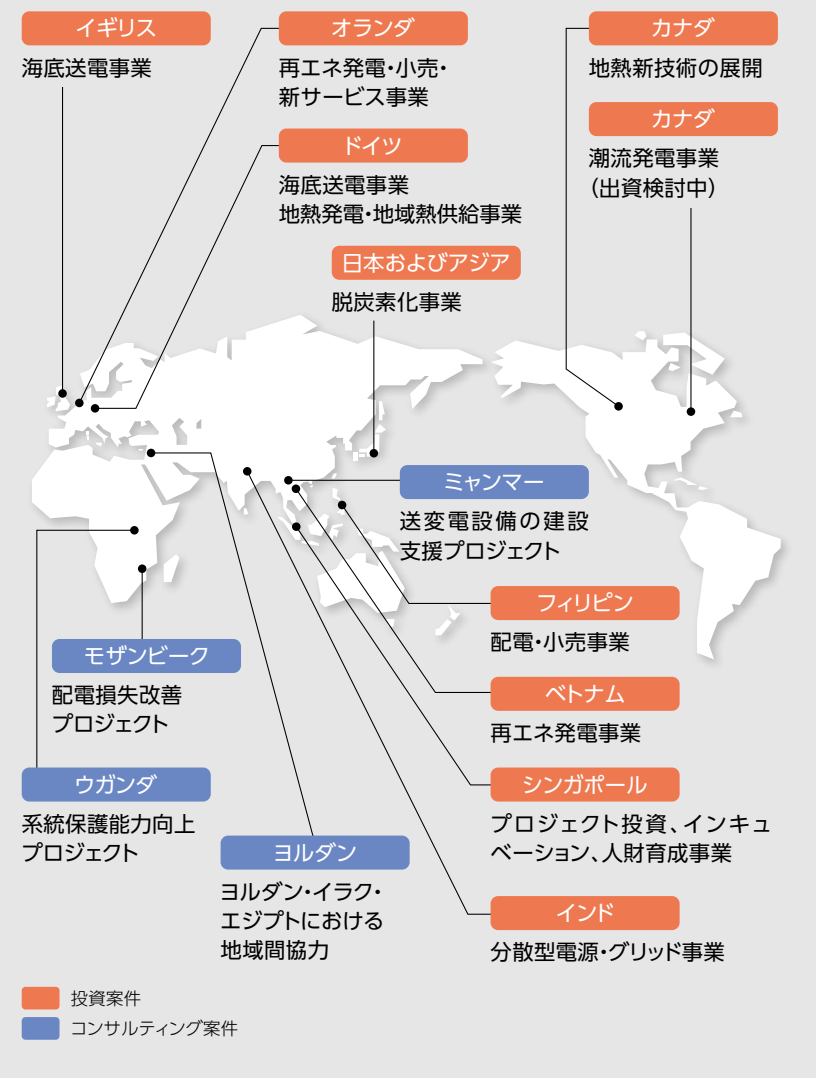 イギリス
海底送電事業
オランダ
再エネ発電・小売・
新サービス事業
ドイツ
海底送電事業
地熱発電・地域熱供給事業
日本およびアジア
脱炭素化事業
カナダ
地熱新技術の展開
カナダ
潮流発電事業
(出資検討中)
ミャンマー
送変電設備の建設
支援プロジェクト
フィリピン
配電・小売事業
ベトナム
再エネ発電事業
シンガポール
プロジェクト投資、インキュ
ベーション、人財育成事業
インド
分散型電源・グリッド事業
モザンビーク
配電損失改善
プロジェクト
ウガンダ
系統保護能力向上
プロジェクト
ヨルダン
ヨルダン・イラク・
エジプトにおける
地域間協力
投資案件
コンサルティング案件